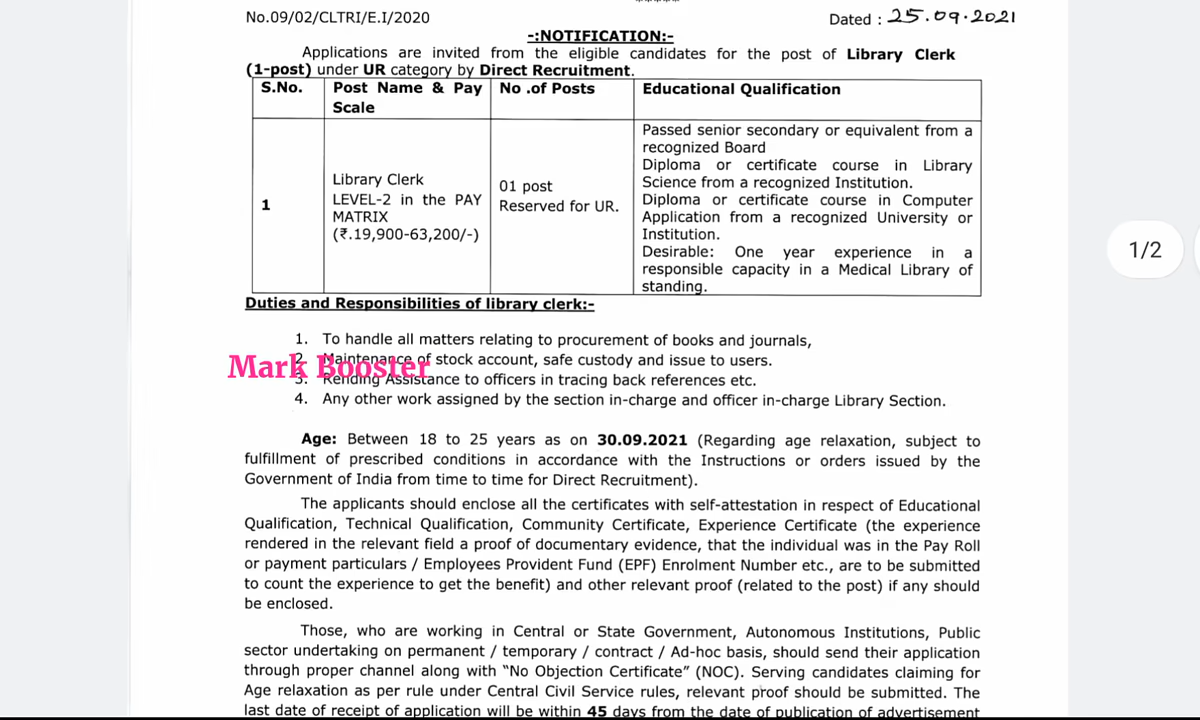 No.09/02/CLTRI/E.I/2020 Dated : 25.09.2021
-:NOTIFICATION:-
Applications are invited from the eligible candidates for the post of Library Clerk
(1-post) under UR category by Direct Recruitment.
S.No. Post Name & Pay Scale No .of Posts Educational Qualification
1
Library Clerk
LEVEL-2 in the PAY
MATRIX
(₹.19,900-63,200/-)
01 post
Reserved for UR.
Passed senior secondary or equivalent from a
recognized Board
Diploma or certificate course in Library
Science from a recognized Institution.
Diploma or certificate course in Computer
Application from a recognized University or
Institution.
Desirable: One year experience in a
responsible capacity in a Medical Library of
standing.
1/2
Duties and Responsibilities of library clerk:-
1. To handle all matters relating to procurement of books and journals,
2. Maintenance of stock account, safe custody and issue to users.
Mark Booster
3. Rending Assistance to officers in tracing back references etc.
4. Any other work assigned by the section in-charge and officer in-charge Library Section.
Age: Between 18 to 25 years as on 30.09.2021 (Regarding age relaxation, subject to
fulfillment of prescribed conditions in accordance with the Instructions or orders issued by the
Government of India from time to time for Direct Recruitment).
The applicants should enclose all the certificates with self-attestation in respect of Educational
Qualification, Technical Qualification, Community Certificate, Experience Certificate (the experience
rendered in the relevant field a proof of documentary evidence, that the individual was in the Pay Roll
or payment particulars / Employees Provident Fund (EPF) Enrolment Number etc., are to be submitted
to count the experience to get the benefit) and other relevant proof (related to the post) if any should
be enclosed.
Those, who are working in Central or State Government, Autonomous Institutions, Public
sector undertaking on permanent / temporary / contract / Ad-hoc basis, should send their application
through proper channel along with "No Objection Certificate" (NOC). Serving candidates claiming for
Age relaxation as per rule under Central Civil Service rules, relevant proof should be submitted. The
last date of receipt of application will be within 45 days from the date of publication of advertisement